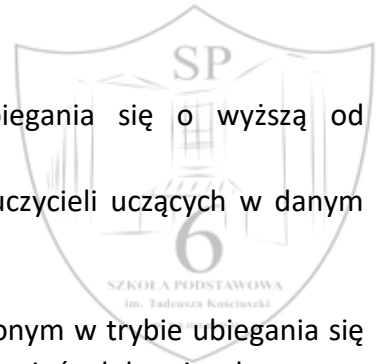 SP
biegania się o wyższą od
uczycieli uczących w danym
6
SZKOŁA PODSTAWOWA
im. Tadeusza Kościuszki
onym w trybie ubiegania się